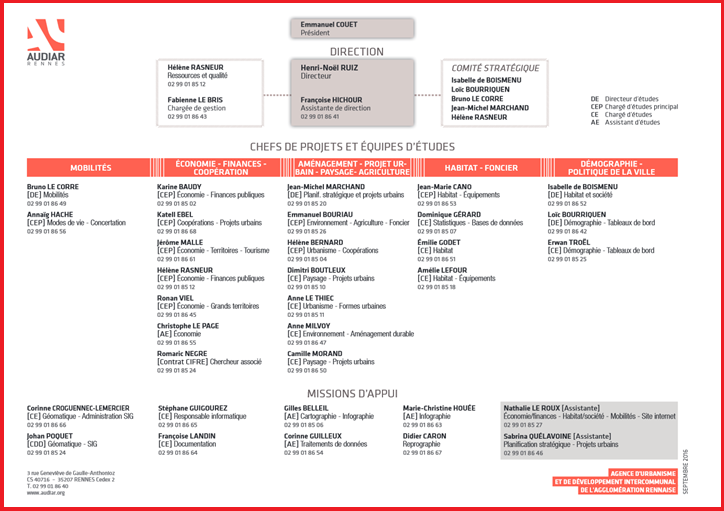 AUDIAR
RENNES
Emmanuel COUET
Président
DIRECTION
Hélène RASNEUR
Ressources et qualité
02 99 01 85 12
Fabienne LE BRIS
Chargée de gestion
02 99 01 86 43
Henri-Noël RUIZ
Directeur
Françoise HICHOUR
Assistante de direction
02 99 01 86 41
COMITÉ STRATÉGIQUE
Isabelle de BOISMENU
Loïc BOURRIQUEN
Bruno LE CORRE
Jean-Michel MARCHAND
Hélène RASNEUR
DE Directeur d'études
CEP Chargé d'études principal
CE Chargé d'études
AE Assistant d'études
CHEFS DE PROJETS ET ÉQUIPES D'ÉTUDES
MOBILITÉS
Bruno LE CORRE
[DE] Mobilités
02 99 01 86 49
Annaïg HACHE
[CEP] Modes de vie - Concertation
02 99 01 86 56
ÉCONOMIE - FINANCES -
COOPÉRATION
Karine BAUDY
[CEP] Économie - Finances publiques
02 99 01 85 02
Katell EBEL
[CEP] Coopérations - Projets urbains
02 99 01 86 68
Jérôme MALLE
[CEP] Économie - Territoires - Tourisme
02 99 01 86 61
Hélène RASNEUR
[CEP] Économie - Finances publiques
02 99 01 85 12
Ronan VIEL
[CEP] Économie - Grands territoires
02 99 01 86 45
Christophe LE PAGE
[AE] Économie
02 99 01 86 55
Romaric NEGRE
[Contrat CIFRE] Chercheur associé
02 99 01 85 24
AMÉNAGEMENT - PROJET UR-
BAIN - PAYSAGE- AGRICULTURE
Jean-Michel MARCHAND
[DE] Planif. stratégique et projets urbains
02 99 01 85 20
Emmanuel BOURIAU
[CEP] Environnement - Agriculture - Foncier
02 99 01 85 26
Hélène BERNARD
[CEP] Urbanisme - Coopérations
02 99 01 85 04
Dimitri BOUTLEUX
[CE] Paysage - Projets urbains
02 99 01 85 10
Anne LE THIEC
[CE] Urbanisme - Formes urbaines
02 99 01 85 11
Anne MILVOY
[CE] Environnement - Aménagement durable
02 99 01 86 47
Camille MORAND
[CE] Paysage - Projets urbains
02 99 01 86 50
HABITAT - FONCIER
Jean-Marie CANO
[CEP] Habitat - Équipements
02 99 01 86 53
Dominique GÉRARD
[CE] Statistiques - Bases de données
02 99 01 85 07
Émilie GODET
[CE] Habitat
02 99 01 86 51
Amélie LEFOUR
[CE] Habitat - Équipements
02 99 01 85 18
DÉMOGRAPHIE -
POLITIQUE DE LA VILLE
Isabelle de BOISMENU
[DE] Habitat et société
02 99 01 86 52
Loïc BOURRIQUEN
[DE] Démographie - Tableaux de bord
02 99 01 86 42
Erwan TROËL
[CE] Démographie - Tableaux de bord
02 99 01 85 25
MISSIONS D'APPUI
Corinne CROGUENNEC-LEMERCIER
[CE] Géomatique - Administration SIG
02 99 01 86 66
Johan POQUET
[CDD] Géomatique - SIG
02 99 01 85 24
Stéphane GUIGOUREZ
[CE] Responsable informatique
02 99 01 86 65
Françoise LANDIN
[CE] Documentation
02 99 01 86 64
Gilles BELLEIL
[AE] Cartographie - Infographie
02 99 01 85 06
Corinne GUILLEUX
[AE] Traitements de données
02 99 01 86 54
Marie-Christine HOUÉE
[AE] Infographie
02 99 01 86 63
Didier CARON
Reprographie
02 99 01 86 67
Nathalie LE ROUX [Assistante]
Économie/finances - Habitat/société - Mobilités - Site internet
02 99 01 85 27
Sabrina QUÉLAVOINE [Assistante]
Planification stratégique - Projets urbains
02 99 01 86 46
3 rue Geneviève de Gaulle-Anthonioz
CS 40716 - 35207 RENNES Cedex 2
T. 02 99 01 86 40
www.audiar.org
AGENCE D'URBANISME
ET DE DÉVELOPPEMENT INTERCOMMUNAL
DE L'AGGLOMÉRATION RENNAISE
SEPTEMBRE 2016